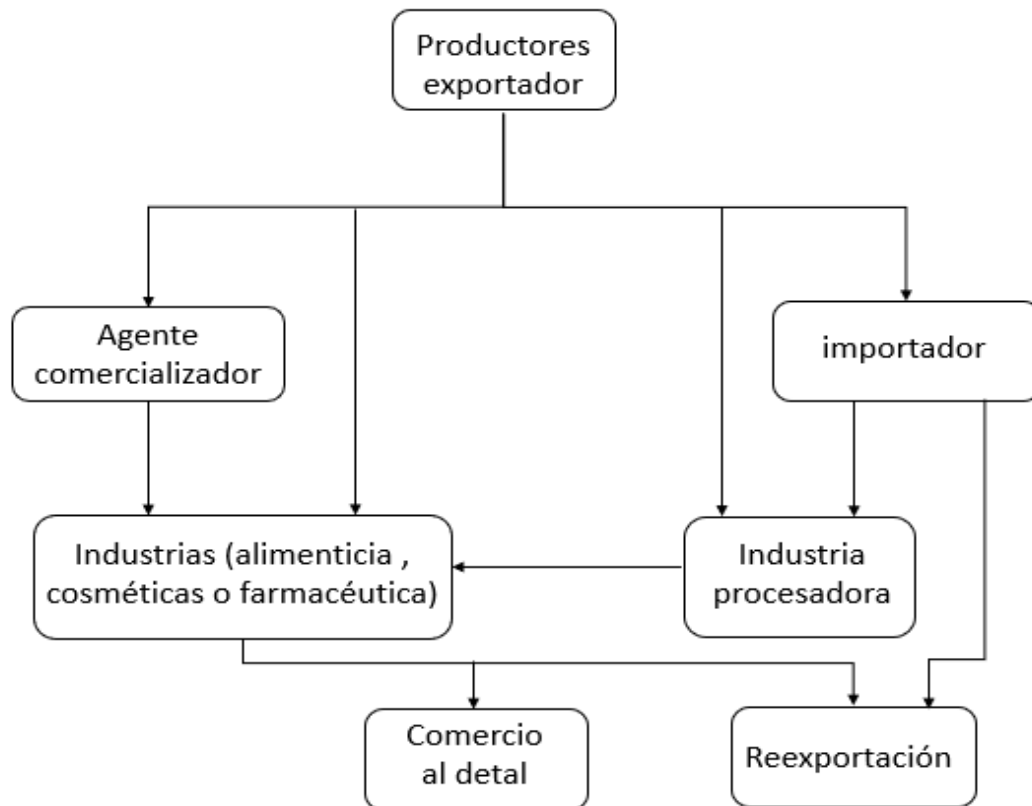 Productores
exportador
Agente
comercializador
importador
Industrias (alimenticia ,
cosméticas o farmacéutica)
Industria
procesadora
Comercio
al detal
Reexportación